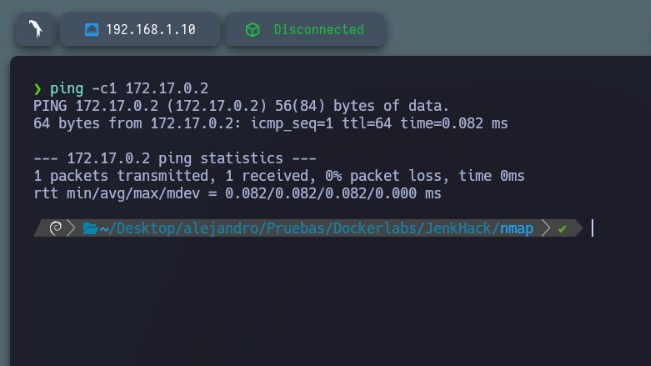 192.168.1.10
Disconnected
❯ ping -c1 172.17.0.2
PING 172.17.0.2 (172.17.0.2) 56(84) bytes of data.
64 bytes from 172.17.0.2: icmp_seq=1 ttl=64 time=0.082 ms
--- 172.17.0.2 ping statistics ---
1 packets transmitted, 1 received, 0% packet loss, time 0ms
rtt min/avg/max/mdev = 0.082/0.082/0.082/0.000 ms
~/Desktop/alejandro/Pruebas/Dockerlabs/JenkHack/nmap ✔